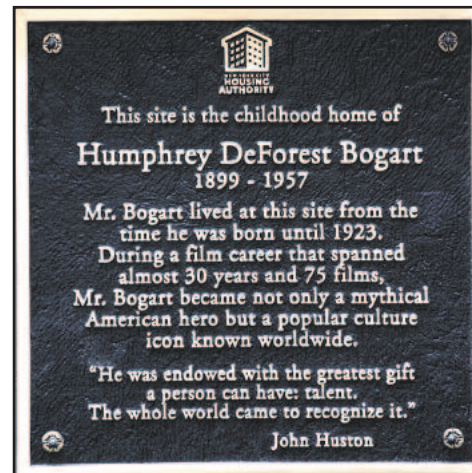 NEW YORK CITY
HOUSING
AUTHORITY
This site is the childhood home of
Humphrey DeForest Bogart
1899 - 1957
Mr. Bogart lived at this site from the
time he was born until 1923.
During a film career that spanned
almost 30 years and 75 films,
Mr. Bogart became not only a mythical
American hero but a popular culture
icon known worldwide.
"He was endowed with the greatest gift
a person can have: talent.
The whole world came to recognize it."
John Huston